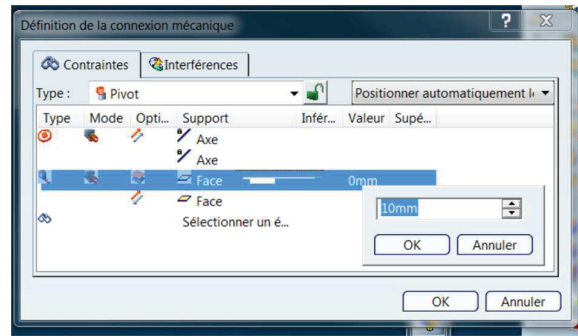 Définition de la connexion mécanique
Contraintes Interférences
Type : Pivot Positionner automatiquement l
Type Mode Opti... Support Infér... Valeur Supé...
Axe
Axe
Face 0mm
Face
Sélectionner un é...
10mm
OK Annuler
OK Annuler